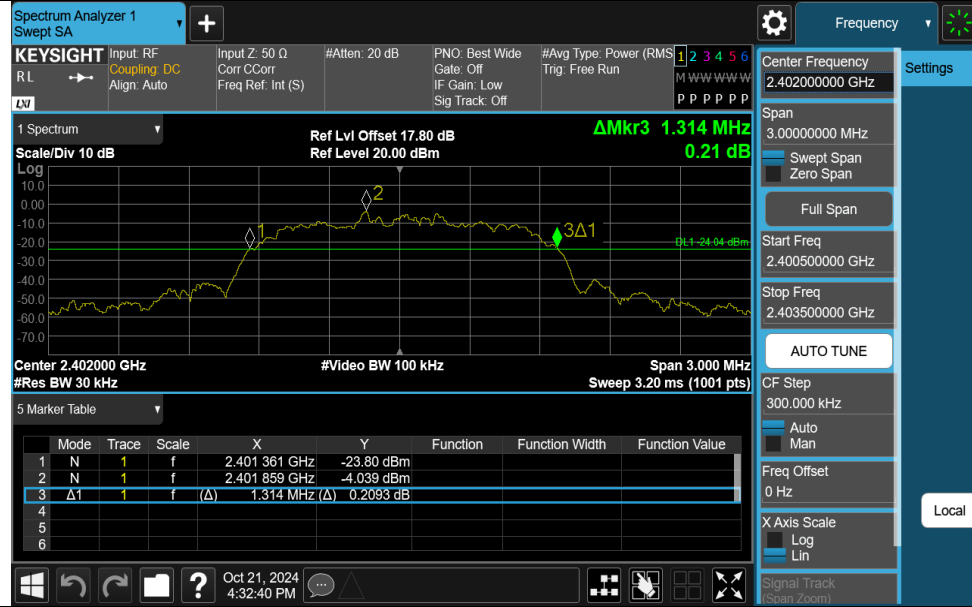 Spectrum Analyzer 1
Swept SA
+
Frequency
KEYSIGHT
R L
LXI
Input: RF
Coupling: DC
Align: Auto
Input Z: 50 Ω
Corr CCorr
Freq Ref: Int (S)
#Atten: 20 dB
PNO: Best Wide
Gate: Off
IF Gain: Low
Sig Track: Off
#Avg Type: Power (RMS
Trig: Free Run
1 2 3 4 5 6
M W W W W W
P P P P P P
Center Frequency
2.402000000 GHz
Settings
Span
3.00000000 MHz
Swept Span
Zero Span
Full Span
Start Freq
2.400500000 GHz
Stop Freq
2.403500000 GHz
AUTO TUNE
CF Step
300.000 kHz
Auto
Man
Freq Offset
0 Hz
X Axis Scale
Log
Lin
Signal Track
(Span Zoom)
Local
1 Spectrum
Scale/Div 10 dB
Ref Lvl Offset 17.80 dB
Ref Level 20.00 dBm
ΔMkr3 1.314 MHz
0.21 dB
Log
10.0
0.00
-10.0
-20.0
-30.0
-40.0
-50.0
-60.0
-70.0
1
2
3Δ1
DL1 -24.04 dBm
Center 2.402000 GHz
#Video BW 100 kHz
Span 3.000 MHz
#Res BW 30 kHz
Sweep 3.20 ms (1001 pts)
5 Marker Table
Mode Trace Scale X Y Function Function Width Function Value
1 N 1 f 2.401 361 GHz -23.80 dBm
2 N 1 f 2.401 859 GHz -4.039 dBm
3 Δ1 1 f (Δ) 1.314 MHz (Δ) 0.2093 dB
4
5
6
?
Oct 21, 2024
4:32:40 PM